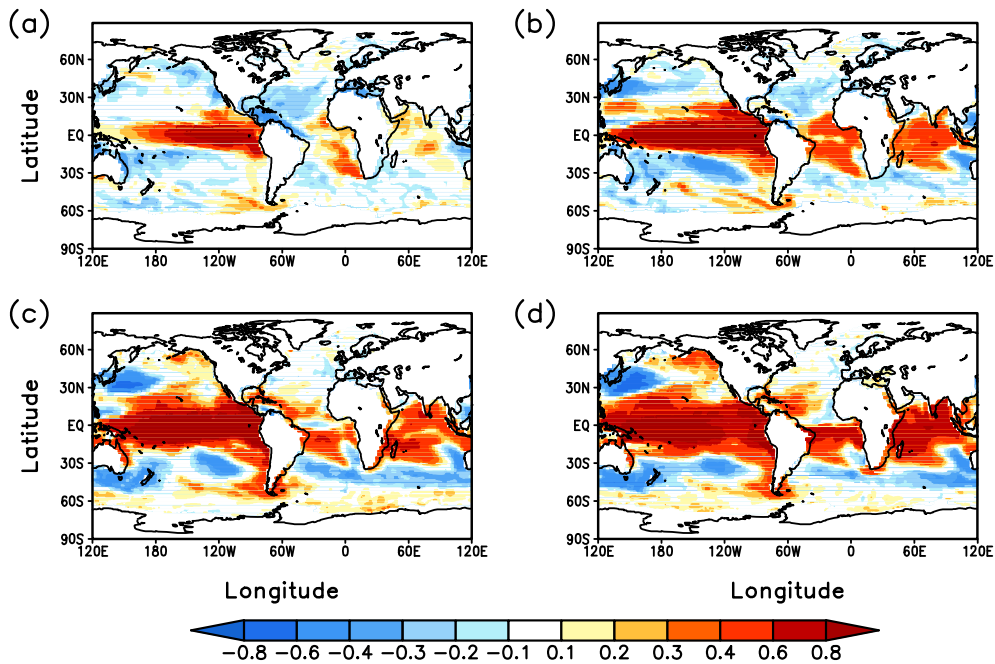 (a) (b)
60N 60N
30N 30N
EQ EQ
30S 30S
60S 60S
90S 90S
Latitude
120E 180 120W 60W 0 60E 120E 120E 180 120W 60W 0 60E 120E
(c) (d)
60N 60N
30N 30N
EQ EQ
30S 30S
60S 60S
90S 90S
Latitude
120E 180 120W 60W 0 60E 120E 120E 180 120W 60W 0 60E 120E
Longitude Longitude
-0.8 -0.6 -0.4 -0.3 -0.2 -0.1 0.1 0.2 0.3 0.4 0.6 0.8